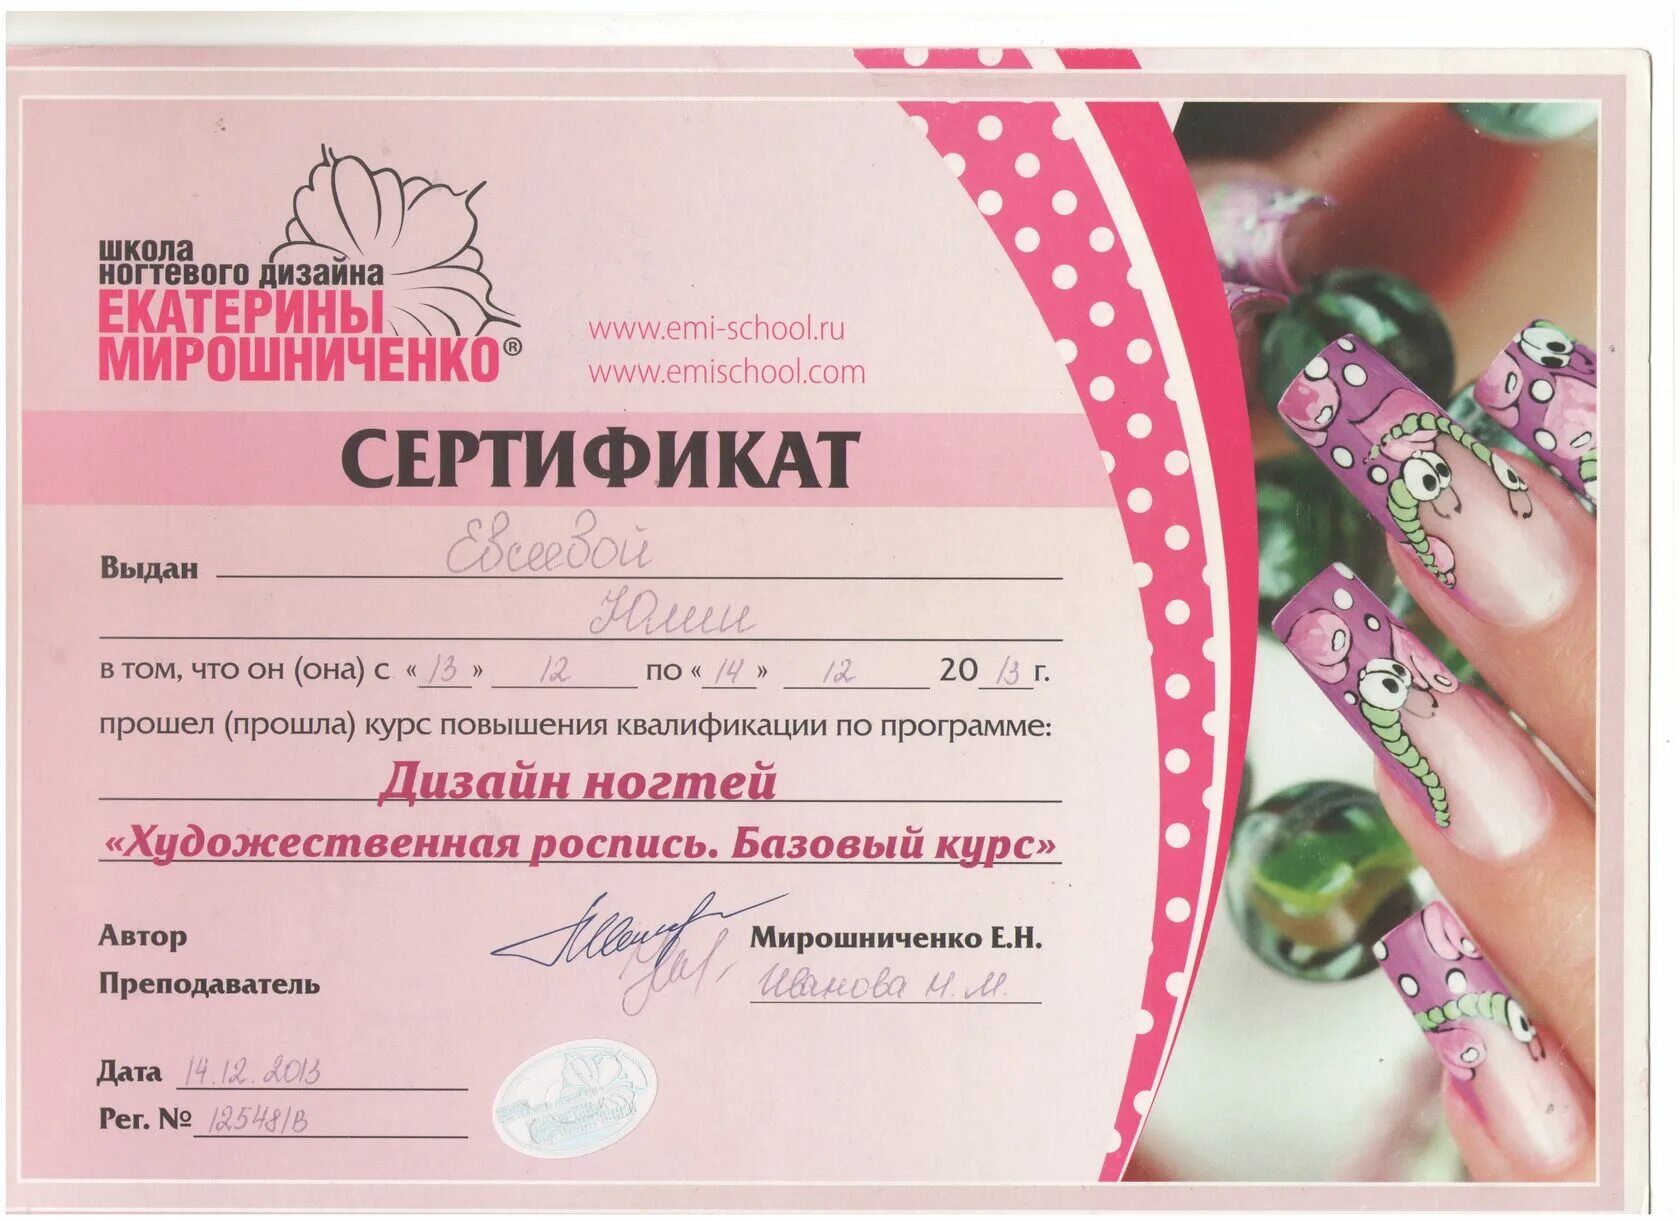 школа
ногтевого дизайна
ЕКАТЕРИНЫ
МИРОШНИЧЕНКО®
www.emi-school.ru
www.emischool.com
СЕРТИФИКАТ
Выдан Евсеевой
Юлии
в том, что он (она) с «13» 12 по «14» 12 2013 г.
прошел (прошла) курс повышения квалификации по программе:
Дизайн ногтей
«Художественная роспись. Базовый курс»
Автор Мирошниченко Е.Н.
Преподаватель Иванова Н.М.
Дата 14.12.2013
Рег. № 12548/В